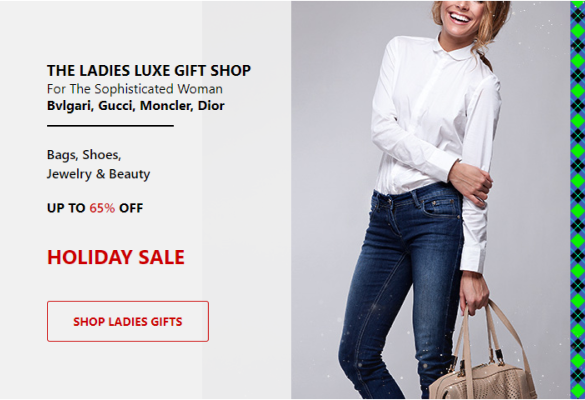 THE LADIES LUXE GIFT SHOP
For The Sophisticated Woman
Bvlgari, Gucci, Moncler, Dior
Bags, Shoes,
Jewelry & Beauty
UP TO 65% OFF
HOLIDAY SALE
SHOP LADIES GIFTS